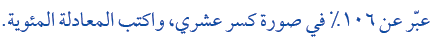 عبّر عن ١٠٦٪ في صورة كسر عشري، واكتب المعادلة المئوية.